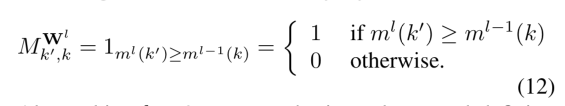 M^{W^l}_{k′,k} = 1_{m^l(k′)≥m^{l−1}(k)} = { 1 if m^l(k′) ≥ m^{l−1}(k)
0 otherwise.
(12)